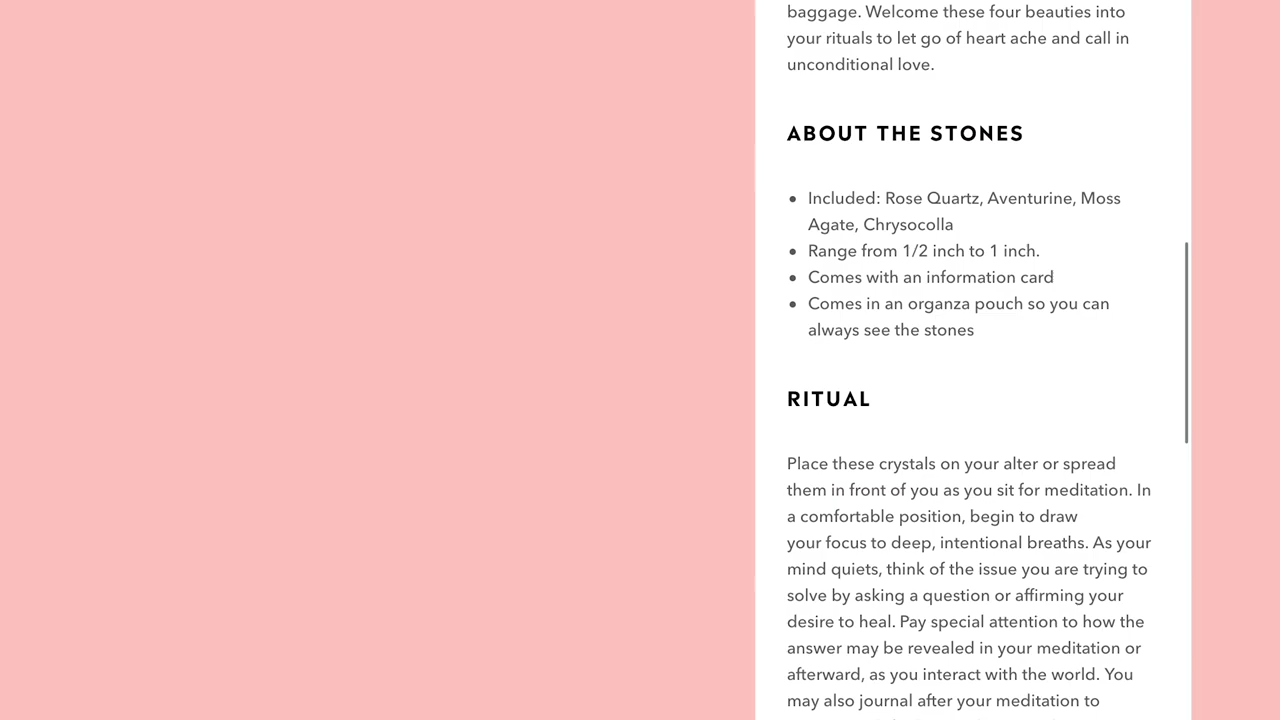 baggage. Welcome these four beauties into
your rituals to let go of heart ache and call in
unconditional love.
ABOUT THE STONES
• Included: Rose Quartz, Aventurine, Moss
Agate, Chrysocolla
• Range from 1/2 inch to 1 inch.
• Comes with an information card
• Comes in an organza pouch so you can
always see the stones
RITUAL
Place these crystals on your alter or spread
them in front of you as you sit for meditation. In
a comfortable position, begin to draw
your focus to deep, intentional breaths. As your
mind quiets, think of the issue you are trying to
solve by asking a question or affirming your
desire to heal. Pay special attention to how the
answer may be revealed in your meditation or
afterward, as you interact with the world. You
may also journal after your meditation to